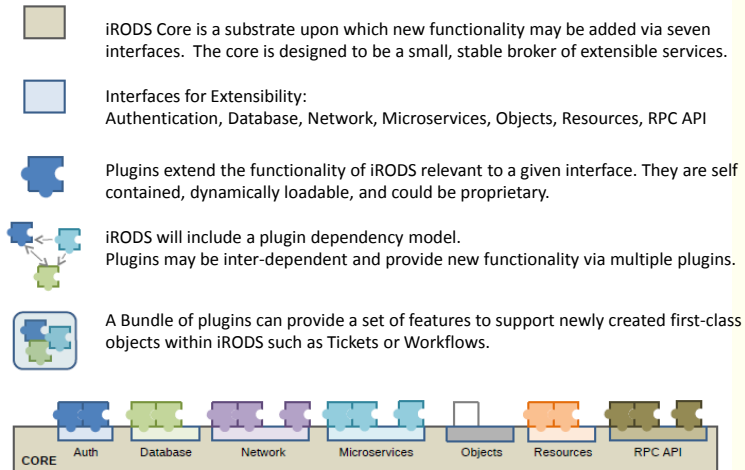 iRODS Core is a substrate upon which new functionality may be added via seven
interfaces. The core is designed to be a small, stable broker of extensible services.
Interfaces for Extensibility:
Authentication, Database, Network, Microservices, Objects, Resources, RPC API
Plugins extend the functionality of iRODS relevant to a given interface. They are self
contained, dynamically loadable, and could be proprietary.
iRODS will include a plugin dependency model.
Plugins may be inter-dependent and provide new functionality via multiple plugins.
A Bundle of plugins can provide a set of features to support newly created first-class
objects within iRODS such as Tickets or Workflows.
CORE Auth Database Network Microservices Objects Resources RPC API